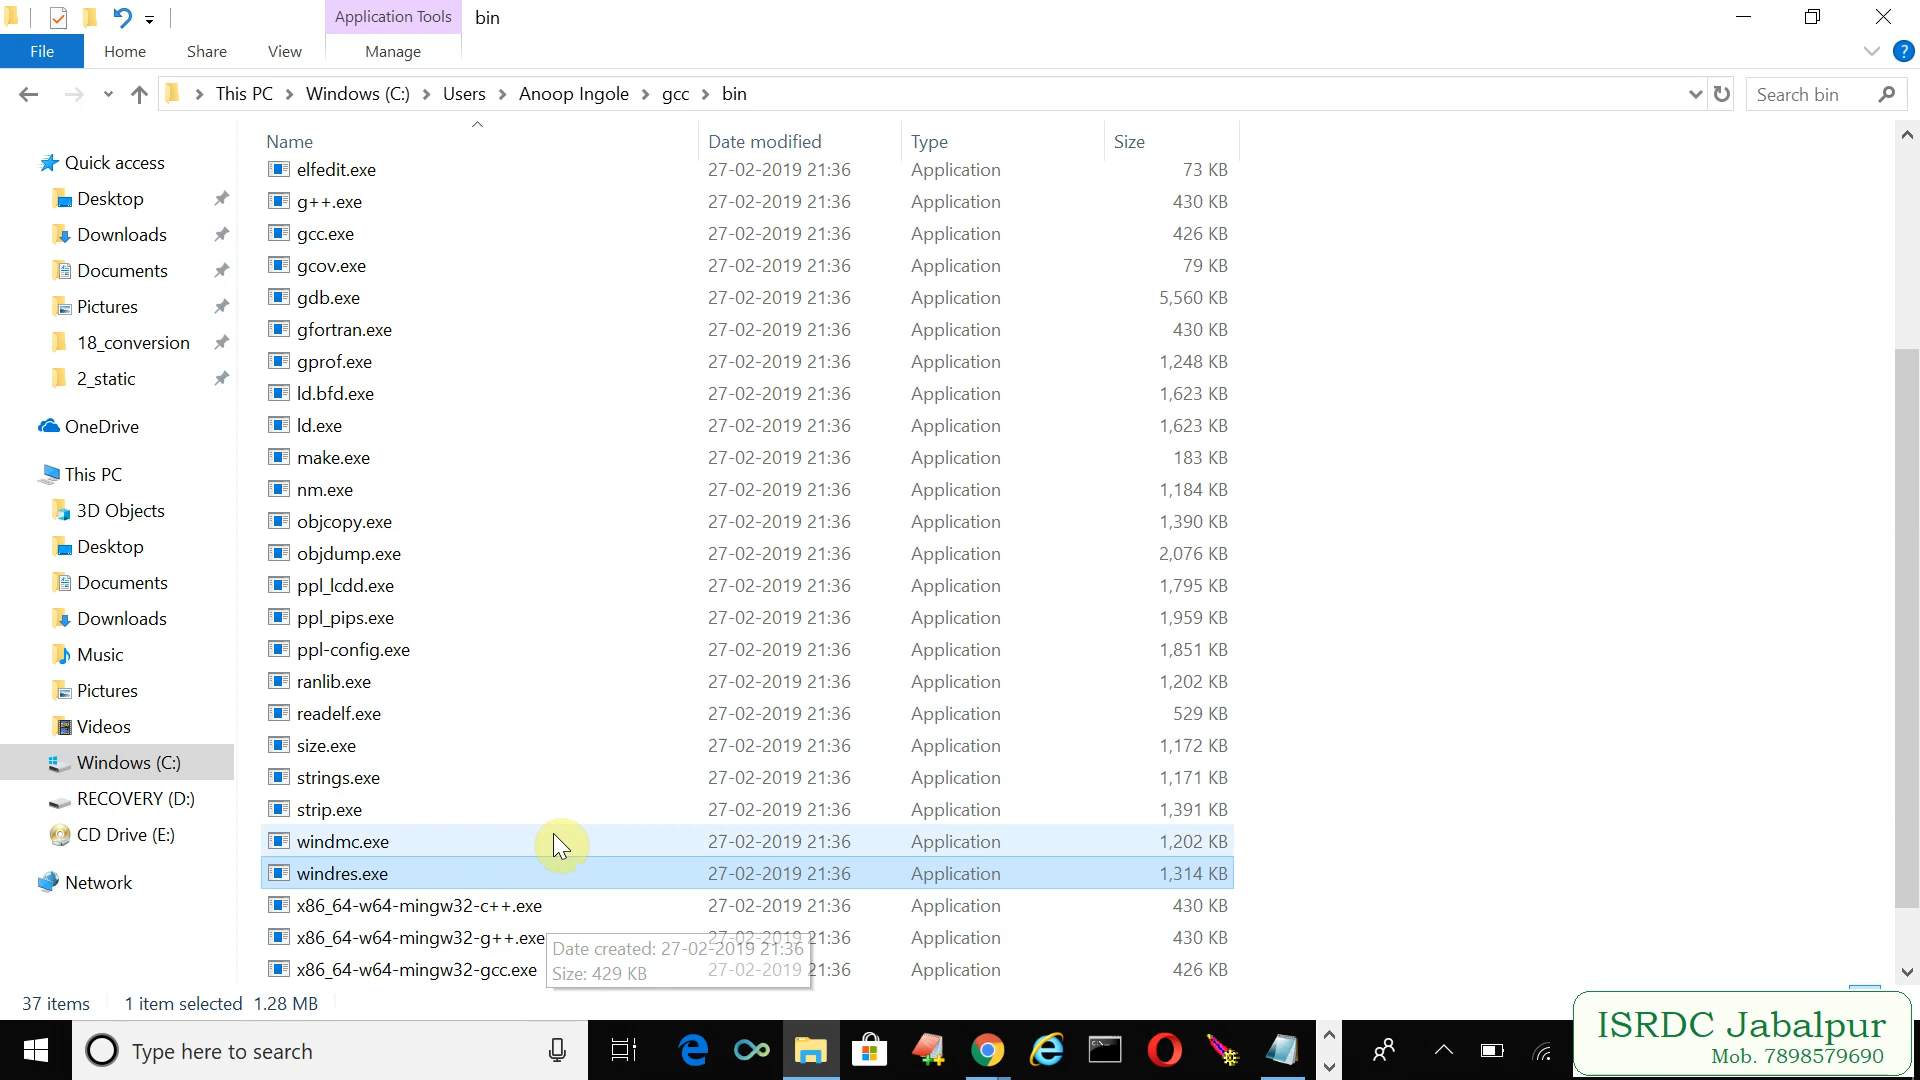 Application Tools bin
File Home Share View Manage
This PC Windows (C:) Users Anoop Ingole gcc bin
Search bin
Quick access
Desktop
Downloads
Documents
Pictures
18_conversion
2_static
OneDrive
This PC
3D Objects
Desktop
Documents
Downloads
Music
Pictures
Videos
Windows (C:)
RECOVERY (D:)
CD Drive (E:)
Network
Name Date modified Type Size
elfedit.exe 27-02-2019 21:36 Application 73 KB
g++.exe 27-02-2019 21:36 Application 430 KB
gcc.exe 27-02-2019 21:36 Application 426 KB
gcov.exe 27-02-2019 21:36 Application 79 KB
gdb.exe 27-02-2019 21:36 Application 5,560 KB
gfortran.exe 27-02-2019 21:36 Application 430 KB
gprof.exe 27-02-2019 21:36 Application 1,248 KB
ld.bfd.exe 27-02-2019 21:36 Application 1,623 KB
ld.exe 27-02-2019 21:36 Application 1,623 KB
make.exe 27-02-2019 21:36 Application 183 KB
nm.exe 27-02-2019 21:36 Application 1,184 KB
objcopy.exe 27-02-2019 21:36 Application 1,390 KB
objdump.exe 27-02-2019 21:36 Application 2,076 KB
ppl_lcdd.exe 27-02-2019 21:36 Application 1,795 KB
ppl_pips.exe 27-02-2019 21:36 Application 1,959 KB
ppl-config.exe 27-02-2019 21:36 Application 1,851 KB
ranlib.exe 27-02-2019 21:36 Application 1,202 KB
readelf.exe 27-02-2019 21:36 Application 529 KB
size.exe 27-02-2019 21:36 Application 1,172 KB
strings.exe 27-02-2019 21:36 Application 1,171 KB
strip.exe 27-02-2019 21:36 Application 1,391 KB
windmc.exe 27-02-2019 21:36 Application 1,202 KB
windres.exe 27-02-2019 21:36 Application 1,314 KB
x86_64-w64-mingw32-c++.exe 27-02-2019 21:36 Application 430 KB
x86_64-w64-mingw32-g++.exe 27-02-2019 21:36 Application 430 KB
x86_64-w64-mingw32-gcc.exe 27-02-2019 21:36 Application 426 KB
Date created: 27-02-2019 21:36
Size: 429 KB
37 items 1 item selected 1.28 MB
Type here to search
ISRDC Jabalpur
Mob. 7898579690